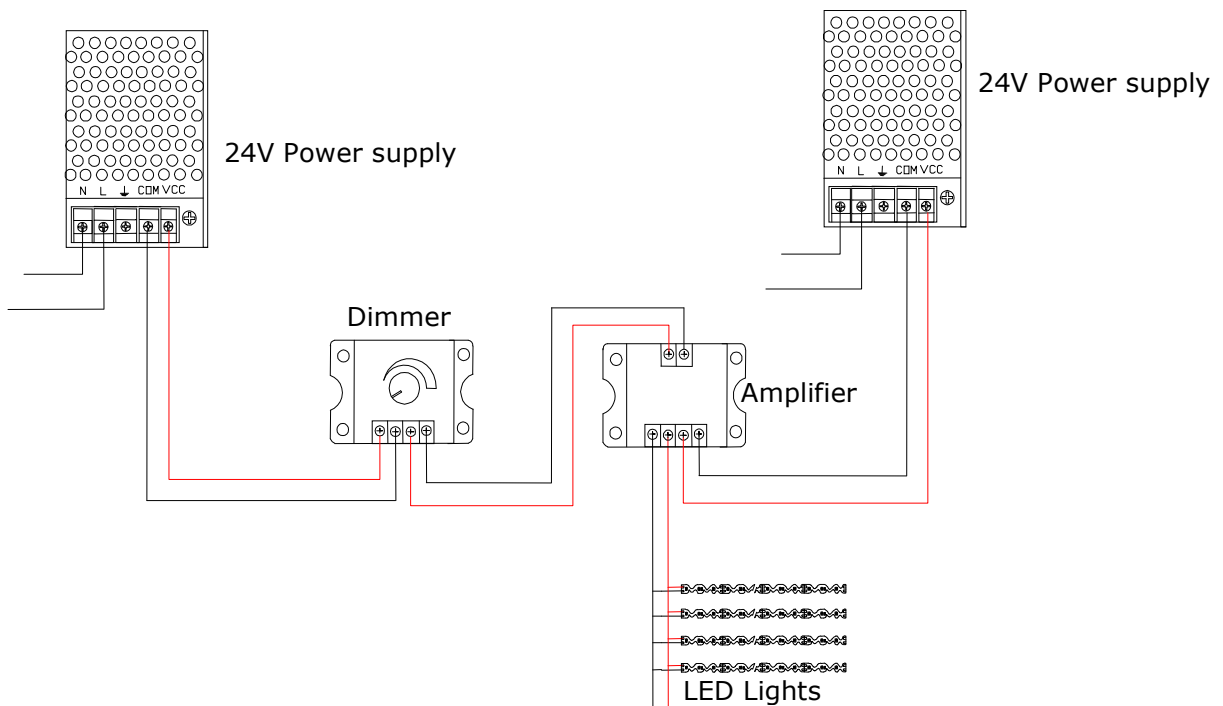 24V Power supply
N L COM VCC
24V Power supply
N L COM VCC
Dimmer
Amplifier
LED Lights